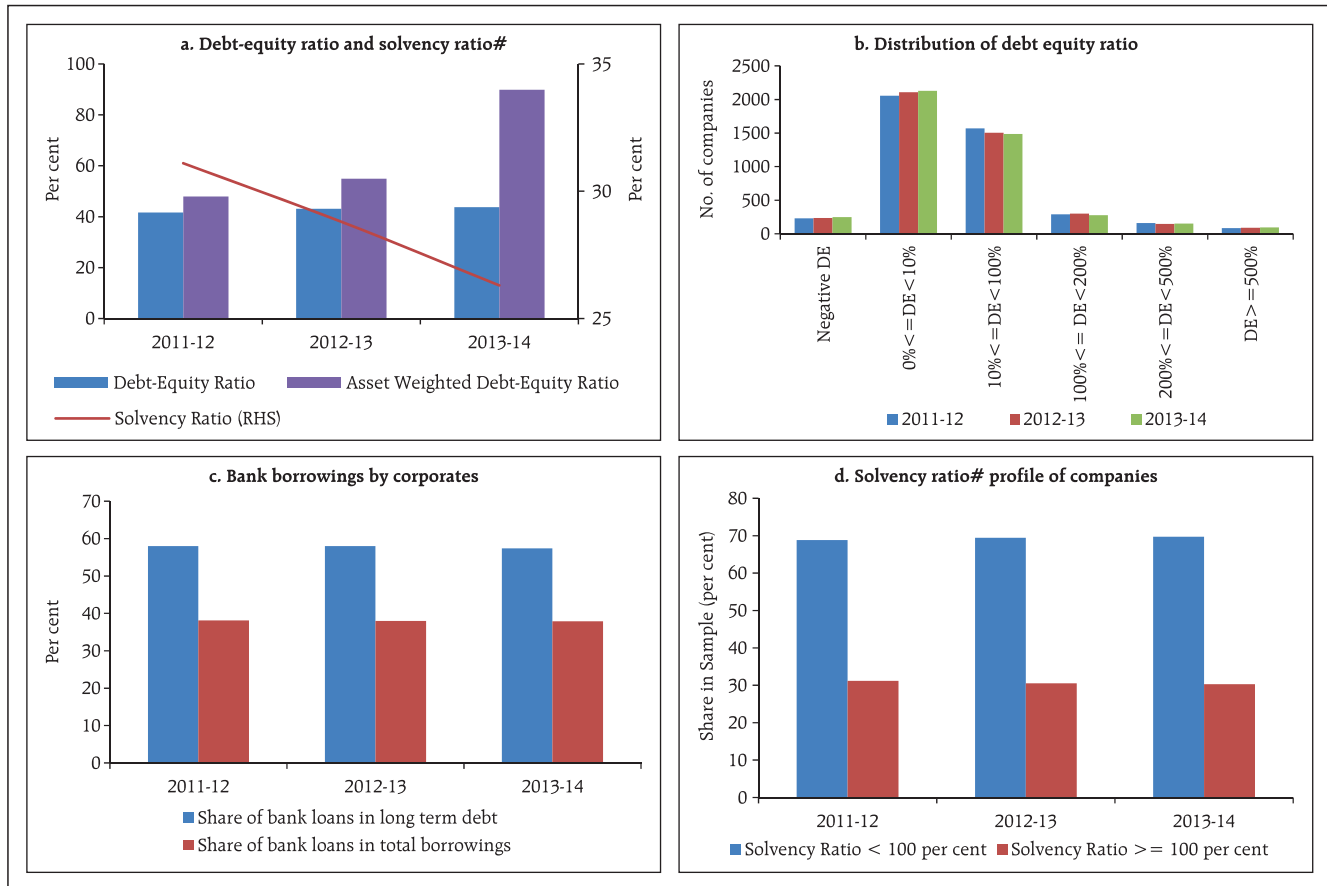 a. Debt-equity ratio and solvency ratio#
100
80
60
40
20
0
Per cent
35
30
25
Per cent
2011-12
2012-13
2013-14
Debt-Equity Ratio
Asset Weighted Debt-Equity Ratio
Solvency Ratio (RHS)
b. Distribution of debt equity ratio
2500
2000
1500
1000
500
0
No. of companies
Negative DE
0%<=DE<10%
10%<=DE<100%
100%<= DE<200%
200%<=DE<500%
DE>=500%
2011-12
2012-13
2013-14
c. Bank borrowings by corporates
70
60
50
40
30
20
10
0
Per cent
2011-12
2012-13
2013-14
Share of bank loans in long term debt
Share of bank loans in total borrowings
d. Solvency ratio# profile of companies
80
70
60
50
40
30
20
10
0
Share in Sample (per cent)
2011-12
2012-13
2013-14
Solvency Ratio < 100 per cent
Solvency Ratio >= 100 per cent